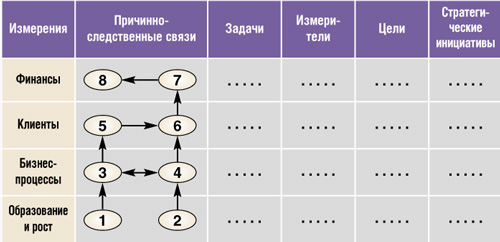 Измерения Причинно-
следственные связи Задачи Измери-
тели Цели Стратеги-
ческие
инициативы
Финансы 8 7 ..... ..... ..... .....
Клиенты 5 6 ..... ..... ..... .....
Бизнес-
процессы 3 4 ..... ..... ..... .....
Образование
и рост 1 2 ..... ..... ..... .....